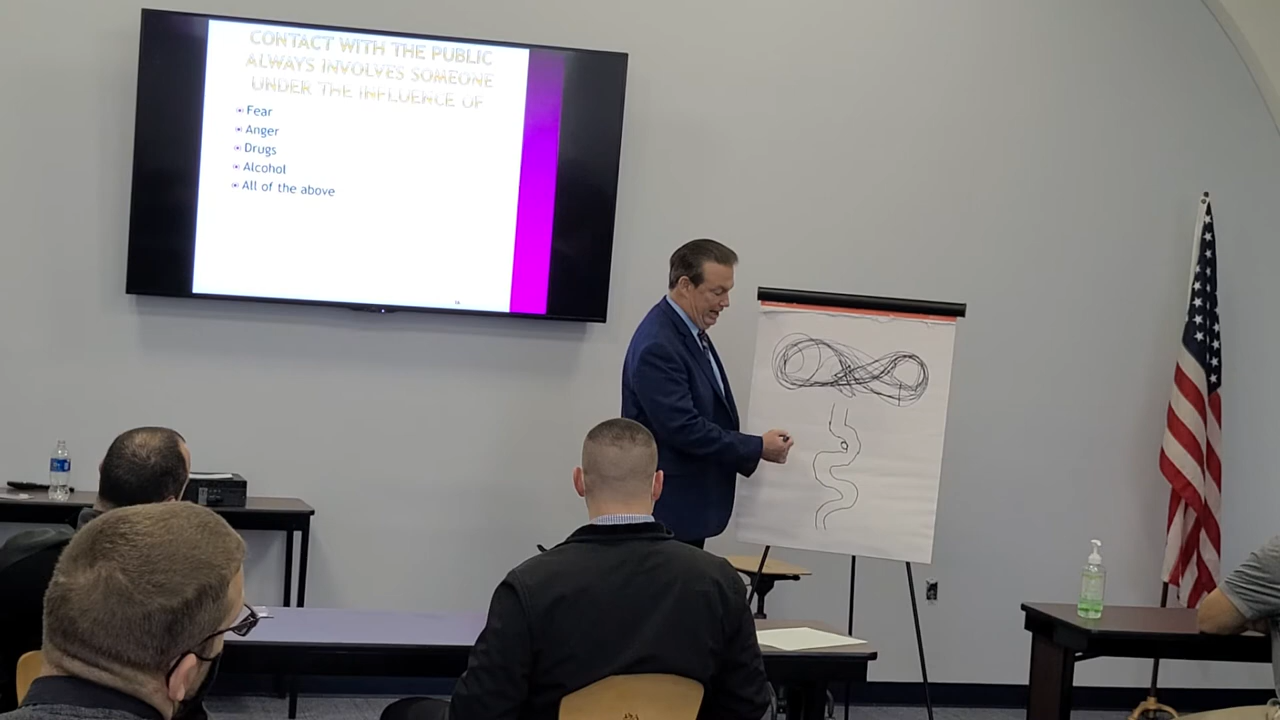 CONTACT WITH THE PUBLIC
ALWAYS INVOLVES SOMEONE
UNDER THE INFLUENCE OF
Fear
Anger
Drugs
Alcohol
All of the above